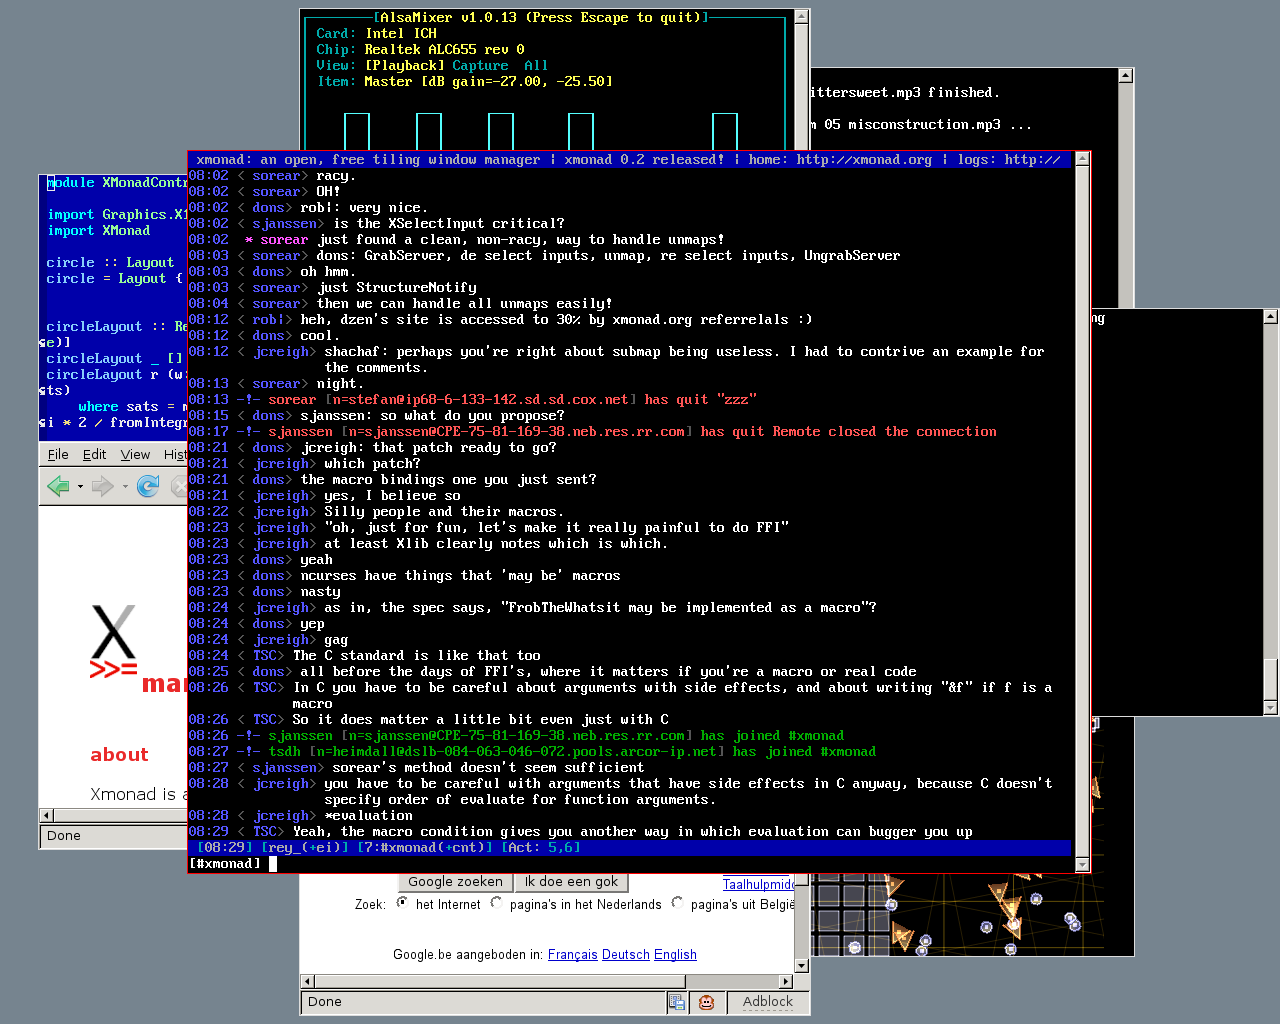 [AlsaMixer v1.0.13 (Press Escape to quit)]
Card: Intel ICH
Chip: Realtek ALC655 rev 0
View: [Playback] Capture  All
Item: Master [dB gain=-27.00, -25.50]
ittersweet.mp3 finished.
05 misconstruction.mp3 ...
ng
module XMonadContr
import Graphics.X1
import XMonad
circle :: Layout
circle = Layout {
circleLayout :: Re
e)]
circleLayout _ []
circleLayout r (w:
ts)
where sats = m
i * 2 / fromIntegr
File Edit View Hist
X
>>=
mar
about
Xmonad is a
Done
xmonad: an open, free tiling window manager | xmonad 0.2 released! | home: http://xmonad.org | logs: http://
08:02 < sorear> racy.
08:02 < sorear> OH!
08:02 < dons> rob|: very nice.
08:02 < sjanssen> is the XSelectInput critical?
08:02  * sorear just found a clean, non-racy, way to handle unmaps!
08:03 < sorear> dons: GrabServer, de select inputs, unmap, re select inputs, UngrabServer
08:03 < dons> oh hmm.
08:03 < sorear> just StructureNotify
08:04 < sorear> then we can handle all unmaps easily!
08:12 < rob|> heh, dzen's site is accessed to 30% by xmonad.org referrelals :)
08:12 < dons> cool.
08:12 < jcreigh> shachaf: perhaps you're right about submap being useless. I had to contrive an example for
the comments.
08:13 < sorear> night.
08:13 -!- sorear [n=stefan@ip68-6-133-142.sd.sd.cox.net] has quit "zzz"
08:15 < dons> sjanssen: so what do you propose?
08:17 -!- sjanssen [n=sjanssen@CPE-75-81-169-38.neb.res.rr.com] has quit Remote closed the connection
08:21 < dons> jcreigh: that patch ready to go?
08:21 < jcreigh> which patch?
08:21 < dons> the macro bindings one you just sent?
08:21 < jcreigh> yes, I believe so
08:22 < jcreigh> Silly people and their macros.
08:23 < jcreigh> "oh, just for fun, let's make it really painful to do FFI"
08:23 < jcreigh> at least Xlib clearly notes which is which.
08:23 < dons> yeah
08:23 < dons> ncurses have things that 'may be' macros
08:23 < dons> nasty
08:24 < jcreigh> as in, the spec says, "FrobTheWhatsit may be implemented as a macro"?
08:24 < dons> yep
08:24 < jcreigh> gag
08:24 < TSC> The C standard is like that too
08:25 < dons> all before the days of FFI's, where it matters if you're a macro or real code
08:26 < TSC> In C you have to be careful about arguments with side effects, and about writing "&f" if f is a
macro
08:26 < TSC> So it does matter a little bit even just with C
08:26 -!- sjanssen [n=sjanssen@CPE-75-81-169-38.neb.res.rr.com] has joined #xmonad
08:27 -!- tsdh [n=heimdall@dslb-084-063-046-072.pools.arcor-ip.net] has joined #xmonad
08:27 < sjanssen> sorear's method doesn't seem sufficient
08:28 < jcreigh> you have to be careful with arguments that have side effects in C anyway, because C doesn't
specify order of evaluate for function arguments.
08:28 < jcreigh> *evaluation
08:29 < TSC> Yeah, the macro condition gives you another way in which evaluation can bugger you up
[08:29] [rey_(+ei)] [7:#xmonad(+cnt)] [Act: 5,6]
[#xmonad]
Google zoeken Ik doe een gok Taalhulpmidd
Zoek: het Internet pagina's in het Nederlands pagina's uit België
Google.be aangeboden in: Français Deutsch English
Done Adblock